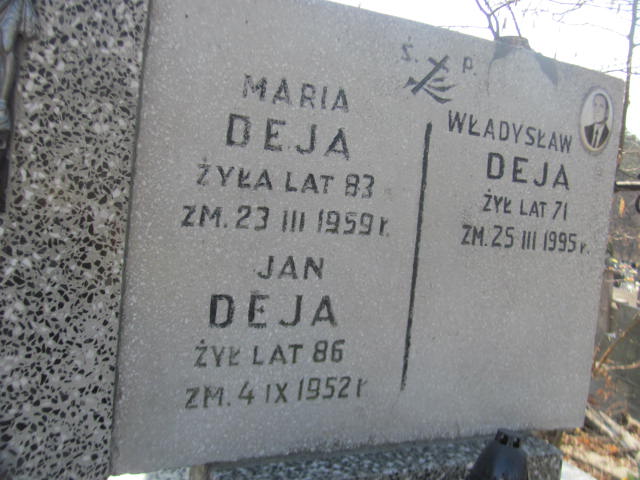 Ś. P.
MARIA
DEJA
ŻYŁA LAT 83
ZM. 23 III 1959 r.
JAN
DEJA
ŻYŁ LAT 86
ZM. 4 IX 1952 r
WŁADYSŁAW
DEJA
ŻYŁ LAT 71
ZM. 25 III 1995 r.